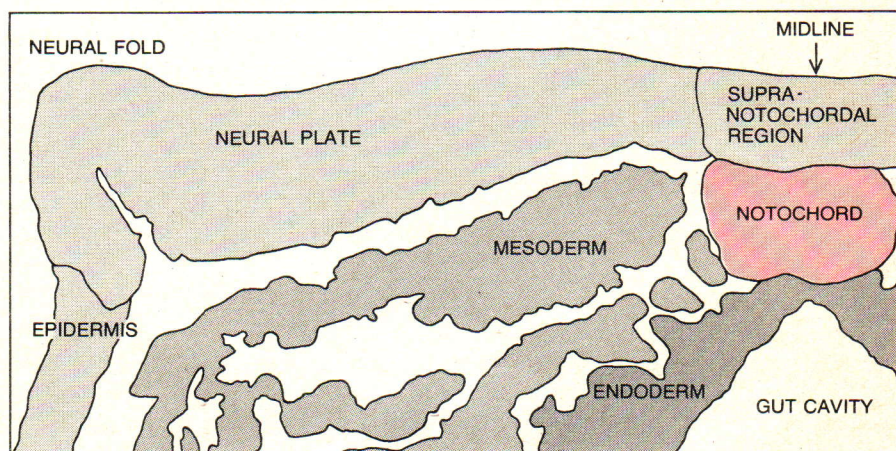 NEURAL FOLD
MIDLINE
SUPRA-
NOTOCHORDAL
REGION
NEURAL PLATE
NOTOCHORD
MESODERM
EPIDERMIS
ENDODERM
GUT CAVITY